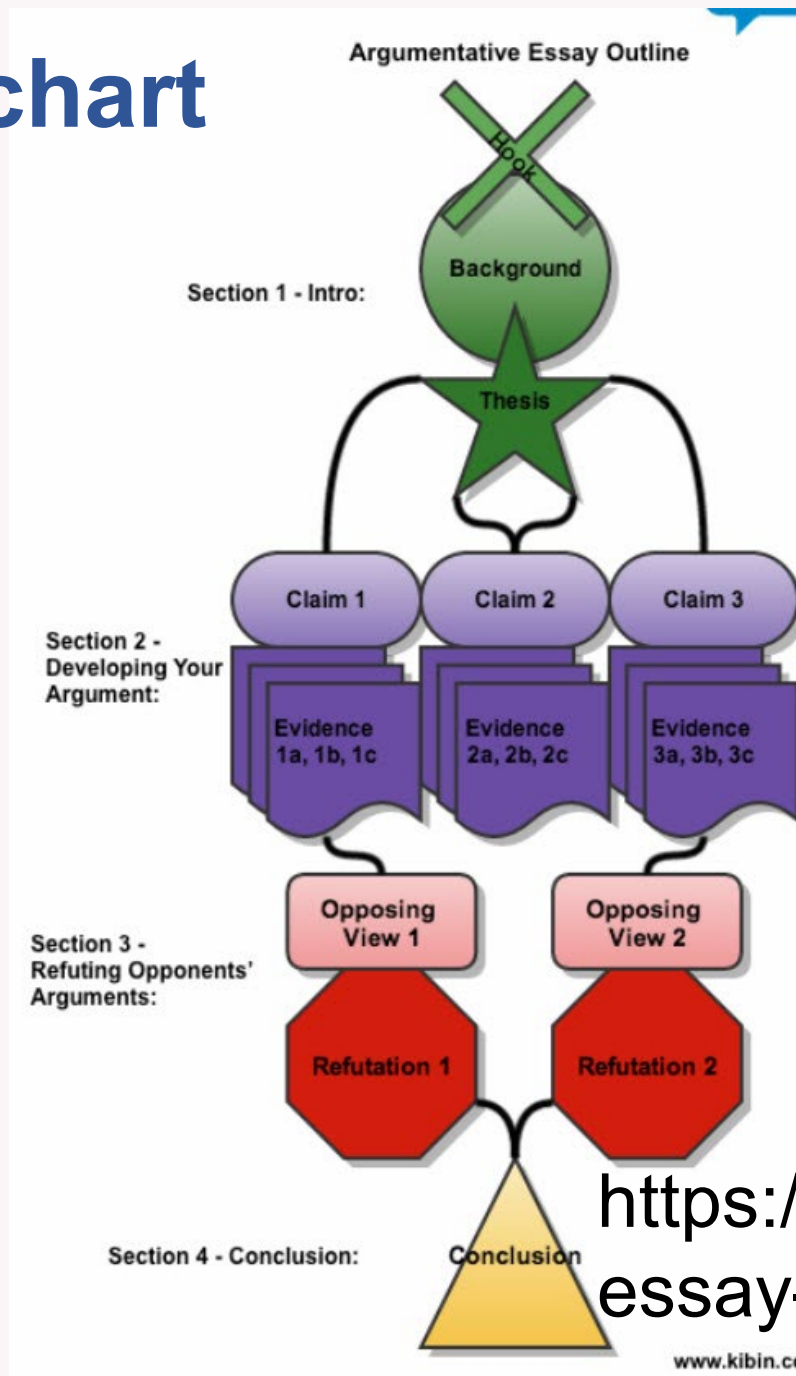 chart
Argumentative Essay Outline
Hook
Background
Section 1 - Intro:
Thesis
Claim 1
Claim 2
Claim 3
Section 2 -
Developing Your
Argument:
Evidence
1a, 1b, 1c
Evidence
2a, 2b, 2c
Evidence
3a, 3b, 3c
Opposing
View 1
Opposing
View 2
Section 3 -
Refuting Opponents'
Arguments:
Refutation 1
Refutation 2
https:/
essay-
Section 4 - Conclusion:
Conclusion
www.kibin.c